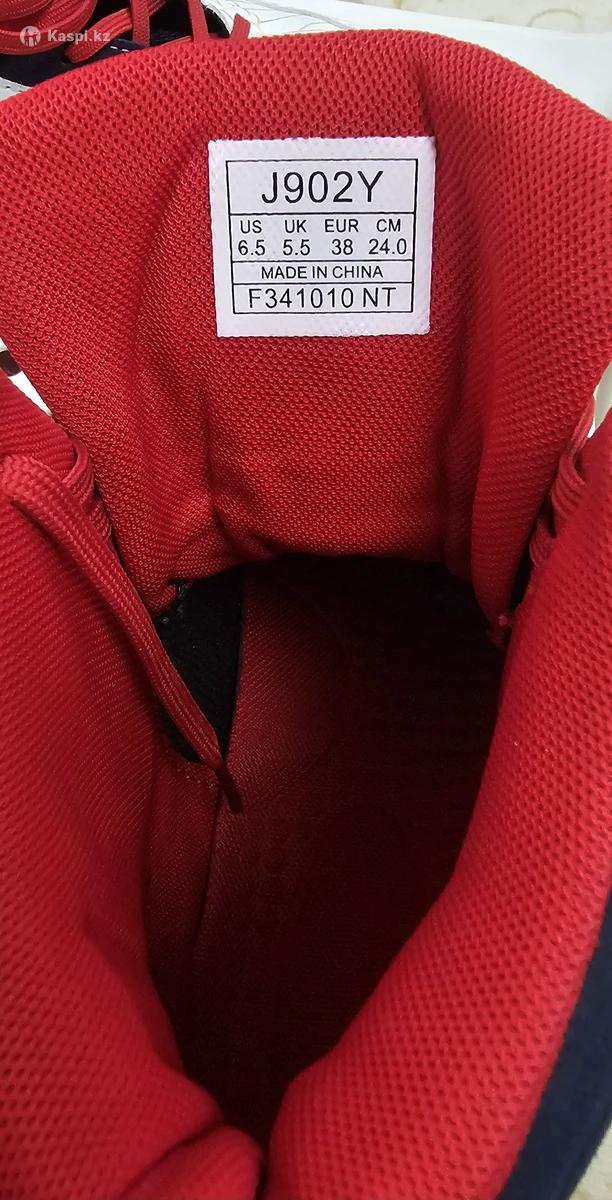 Kaspi.kz
J902Y
US UK EUR CM
6.5 5.5 38 24.0
MADE IN CHINA
F341010 NT